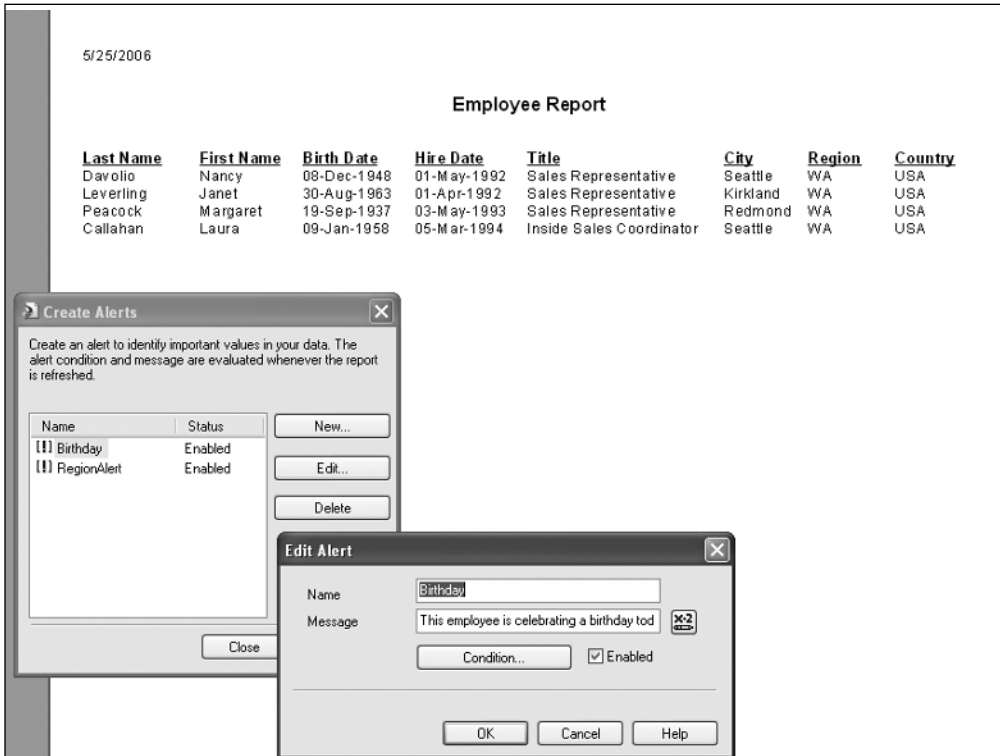 5/25/2006
Employee Report
Last Name First Name Birth Date Hire Date Title City Region Country
Davolio Nancy 08-Dec-1948 01-May-1992 Sales Representative Seattle WA USA
Leverling Janet 30-Aug-1963 01-Apr-1992 Sales Representative Kirkland WA USA
Peacock Margaret 19-Sep-1937 03-May-1993 Sales Representative Redmond WA USA
Callahan Laura 09-Jan-1958 05-Mar-1994 Inside Sales Coordinator Seattle WA USA
Create Alerts
Create an alert to identify important values in your data. The
alert condition and message are evaluated whenever the report
is refreshed.
Name Status
[!] Birthday Enabled
[!] RegionAlert Enabled
New...
Edit...
Delete
Close
Edit Alert
Name Birthday
Message This employee is celebrating a birthday tod x·2
Condition... Enabled
OK Cancel Help